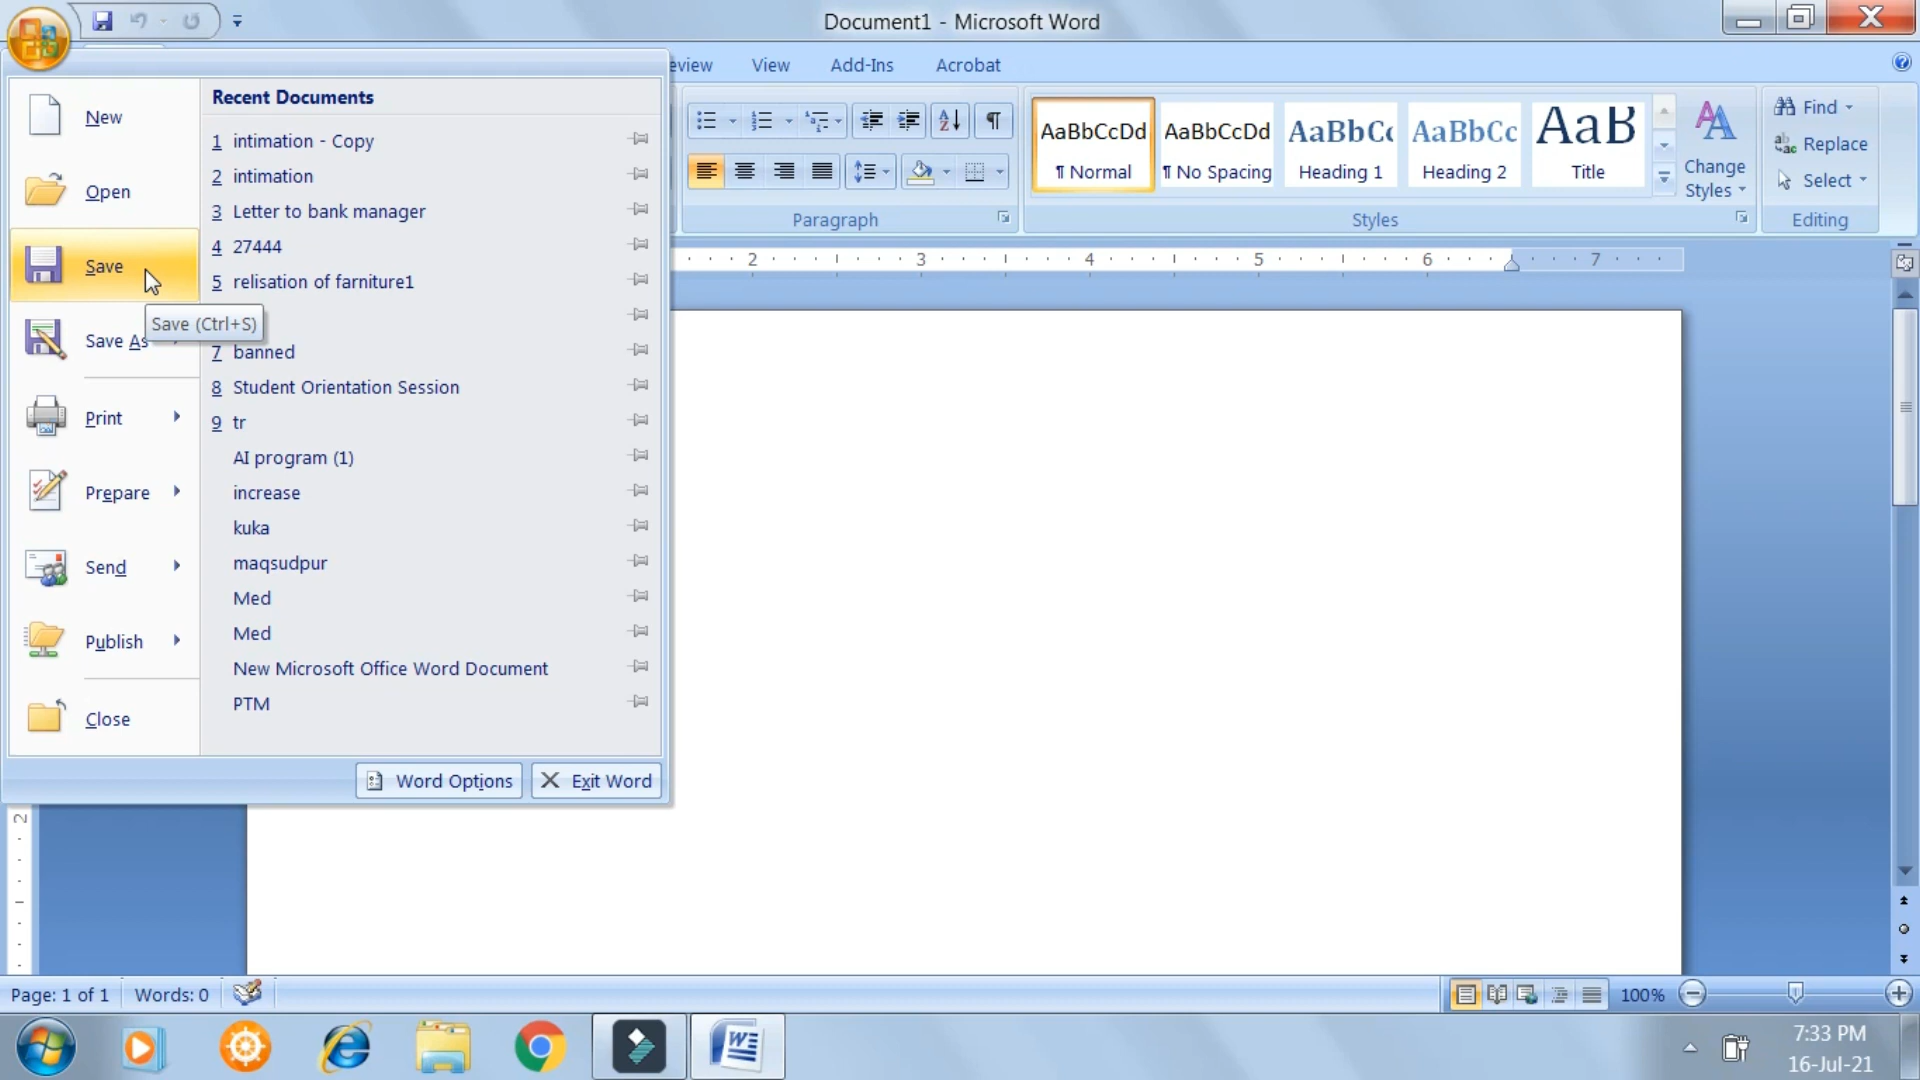 Document1 - Microsoft Word
eview View Add-Ins Acrobat
New
Open
Save
Save (Ctrl+S)
Save As
Print
Prepare
Send
Publish
Close
Recent Documents
1 intimation - Copy
2 intimation
3 Letter to bank manager
4 27444
5 relisation of farniture1
7 banned
8 Student Orientation Session
9 tr
AI program (1)
increase
kuka
maqsudpur
Med
Med
New Microsoft Office Word Document
PTM
Word Options Exit Word
Paragraph
AaBbCcDd AaBbCcDd AaBbCc AaBbCc AaB
¶ Normal ¶ No Spacing Heading 1 Heading 2 Title
Change Styles
Styles
Find
Replace
Select
Editing
2 3 4 5 6 7
2
Page: 1 of 1 Words: 0
100%
7:33 PM
16-Jul-21